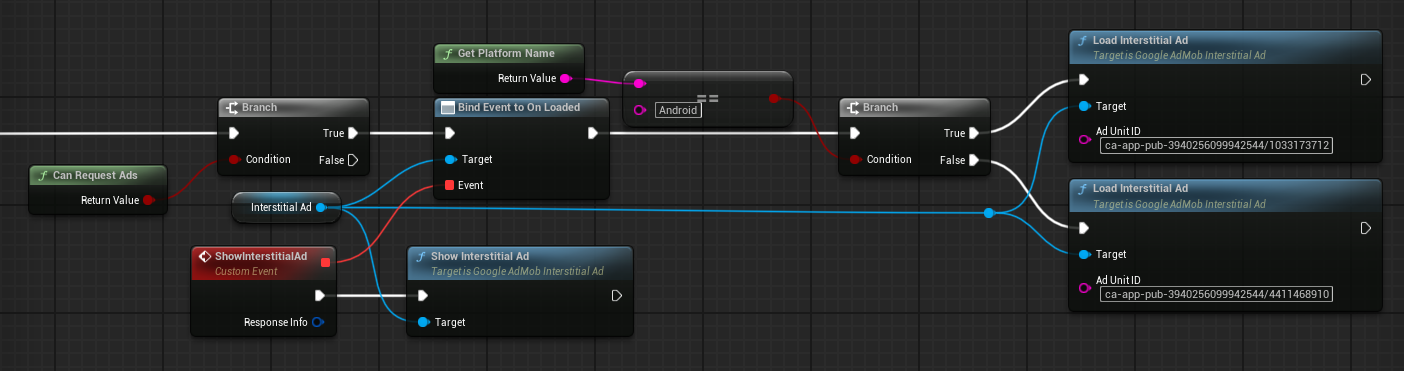 Can Request Ads
Return Value
Branch
True
Condition
False
Interstitial Ad
ShowInterstitialAd
Custom Event
Response Info
Get Platform Name
Return Value
Bind Event to On Loaded
Target
Event
Show Interstitial Ad
Target is Google AdMob Interstitial Ad
Target
==
Android
Branch
True
Condition
False
Load Interstitial Ad
Target is Google AdMob Interstitial Ad
Target
Ad Unit ID
ca-app-pub-3940256099942544/1033173712
Load Interstitial Ad
Target is Google AdMob Interstitial Ad
Target
Ad Unit ID
ca-app-pub-3940256099942544/4411468910